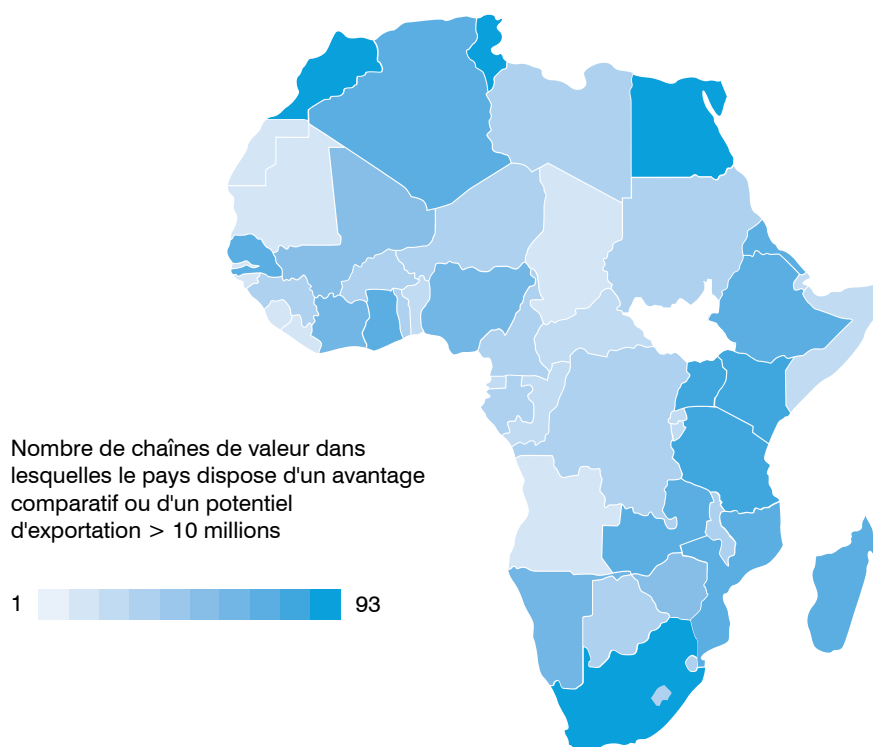 Nombre de chaînes de valeur dans
lesquelles le pays dispose d'un avantage
comparatif ou d'un potentiel
d'exportation > 10 millions
1 93